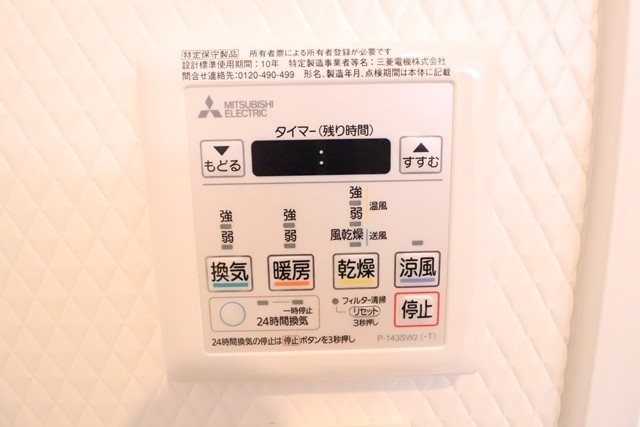 特定保守製品 所有者票による所有者登録が必要です
設計標準使用期間：10年 特定製造事業者等名：三菱電機株式会社
問合せ連絡先：0120-490-499 形名、製造年月、点検期間は本体に記載
MITSUBISHI
ELECTRIC
タイマー（残り時間）
▼
もどる
:
▲
すすむ
強
弱
強
弱
強
弱
温風
風乾燥
送風
換気
暖房
乾燥
涼風
一時停止
24時間換気
フィルター清掃
リセット
3秒押し
停止
24時間換気の停止は停止ボタンを3秒押し
P-143SW2(-T)